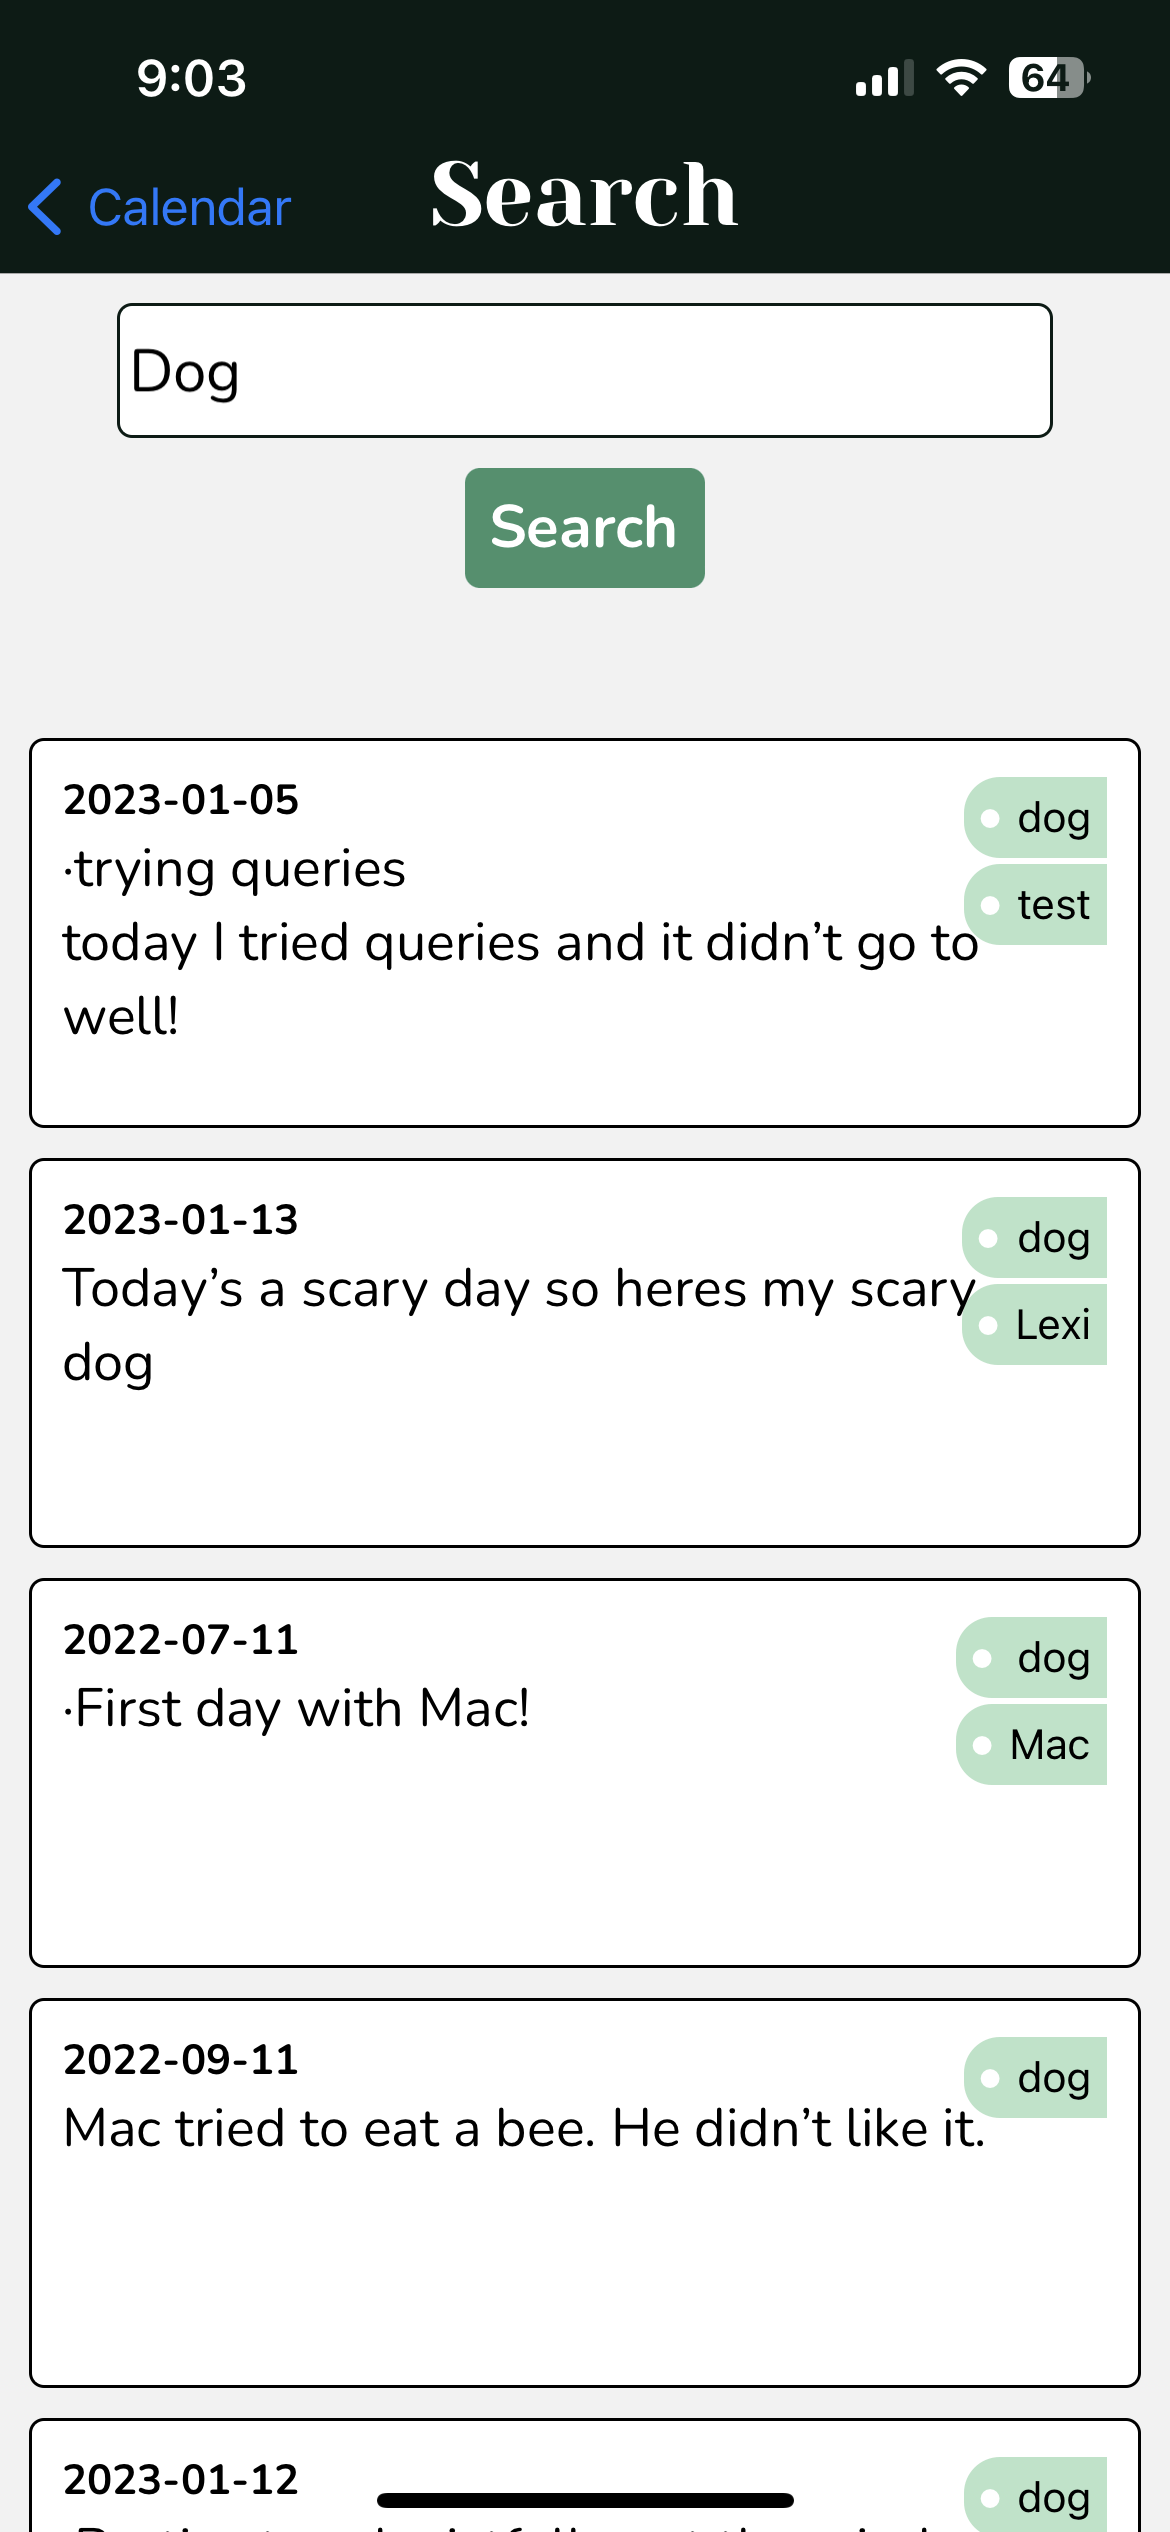 9:03
64
Calendar
Search
Dog
Search
2023-01-05
dog
·trying queries
test
today I tried queries and it didn’t go to
well!
2023-01-13
dog
Today’s a scary day so heres my scary
Lexi
dog
2022-07-11
dog
·First day with Mac!
Mac
2022-09-11
dog
Mac tried to eat a bee. He didn’t like it.
2023-01-12
dog